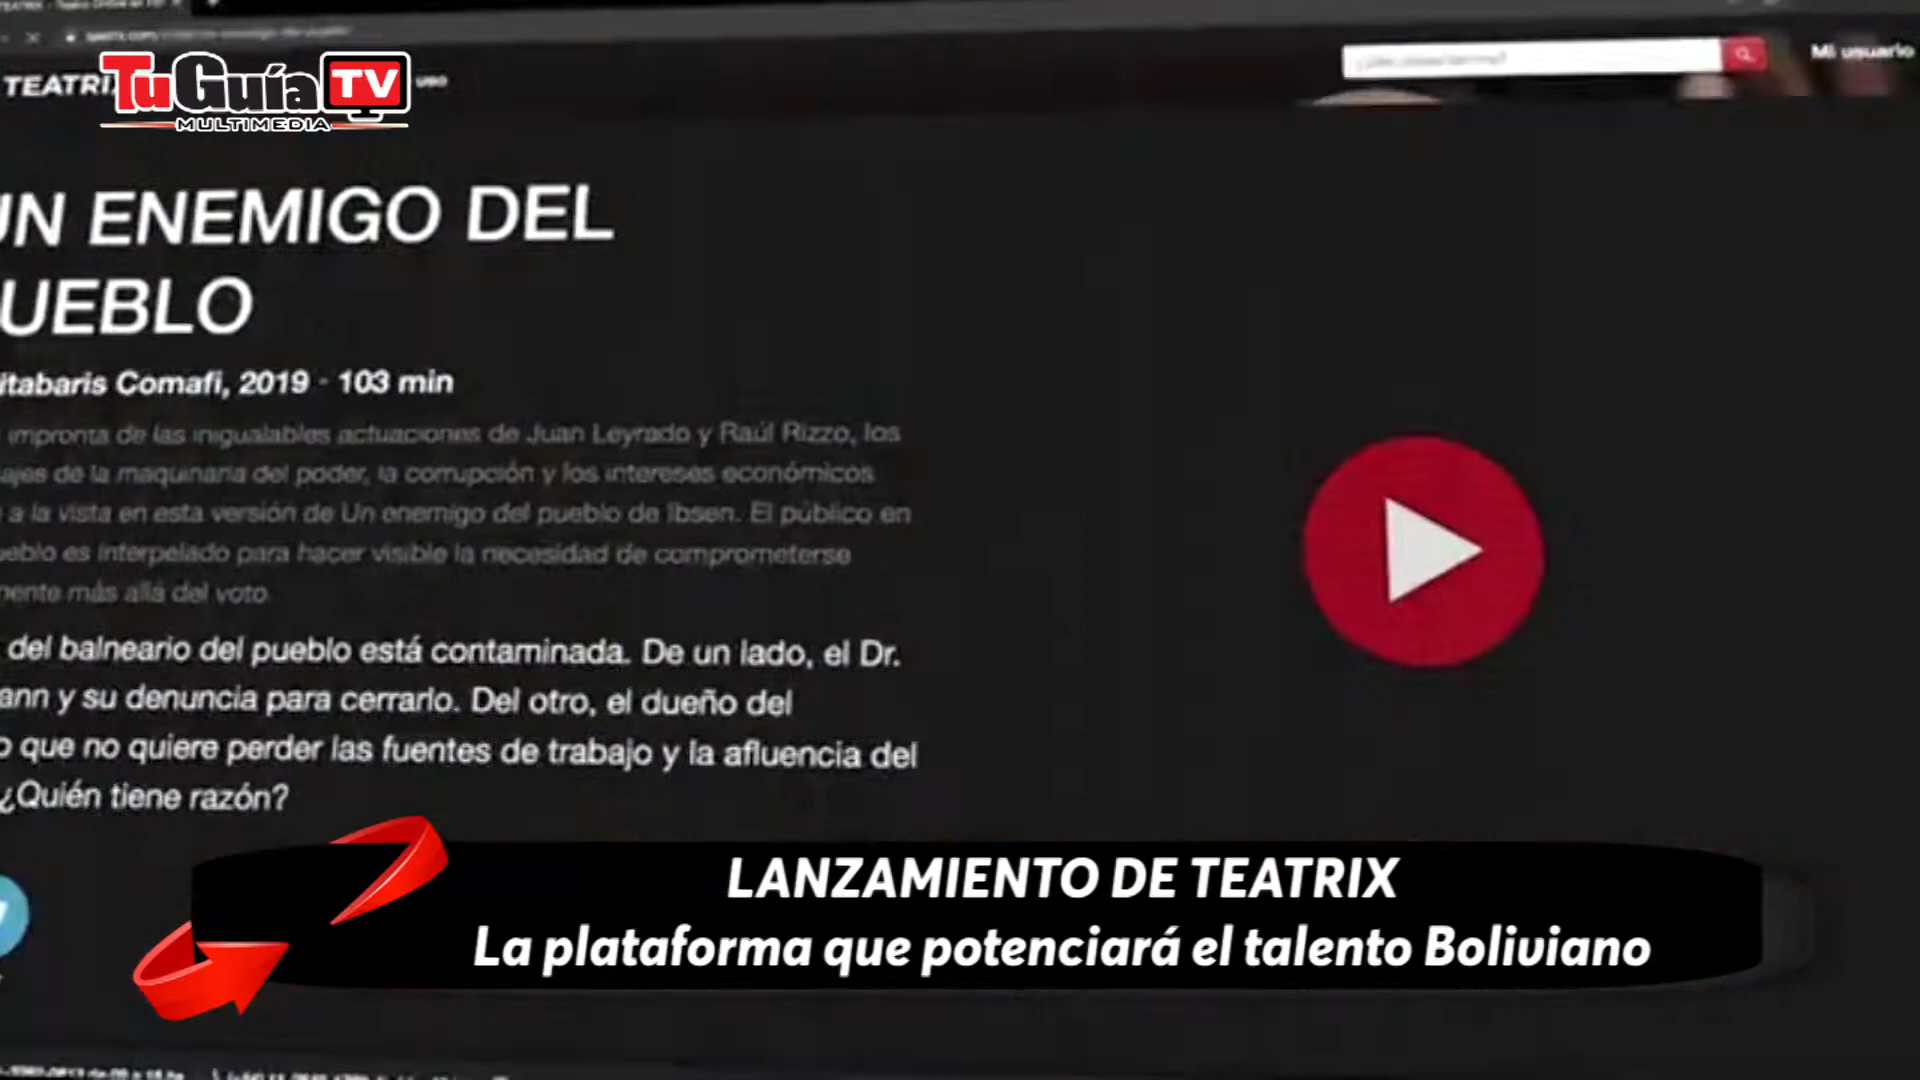 TEATRI
TuGuía TV
MULTIMEDIA
uso
Mi usuario
UN ENEMIGO DEL
UEBLO
itabaris Comafi, 2019 - 103 min
impronta de las inigualables actuaciones de Juan Leyrado y Raúl Rizzo, los
ajes de la maquinaria del poder, la corrupción y los intereses económicos
a la vista en esta versión de Un enemigo del pueblo de Ibsen. El público en
ueblo es interpelado para hacer visible la necesidad de comprometerse
mente más allá del voto
del balneario del pueblo está contaminada. De un lado, el Dr.
ann y su denuncia para cerrarlo. Del otro, el dueño del
o que no quiere perder las fuentes de trabajo y la afluencia del
¿Quién tiene razón?
LANZAMIENTO DE TEATRIX
La plataforma que potenciará el talento Boliviano